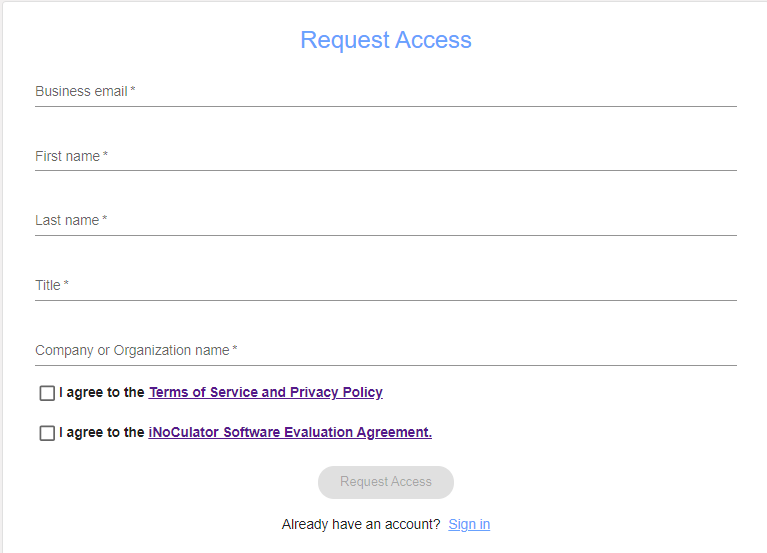 Request Access
Business email *
First name *
Last name *
Title *
Company or Organization name *
I agree to the Terms of Service and Privacy Policy
I agree to the iNoCulator Software Evaluation Agreement.
Request Access
Already have an account? Sign in